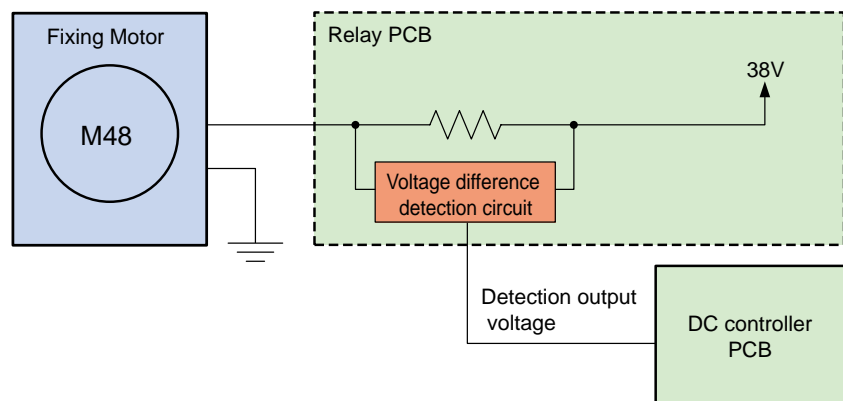 Fixing Motor
M48
Relay PCB
38V
Voltage difference
detection circuit
Detection output
voltage
DC controller
PCB